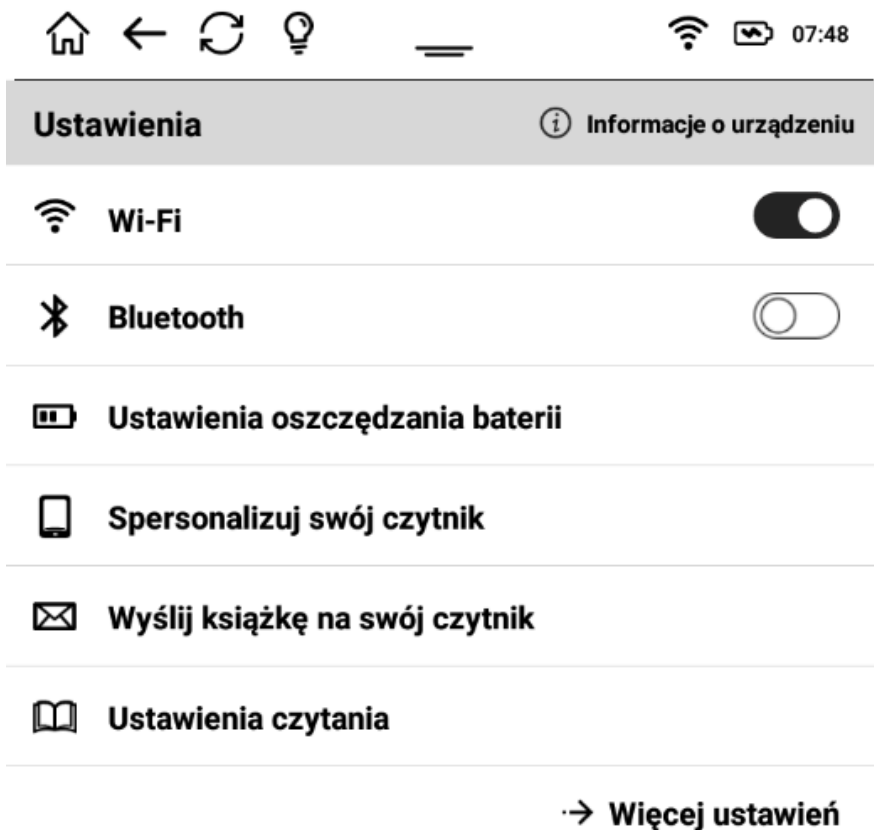 07:48
Ustawienia
Informacje o urządzeniu
Wi-Fi
Bluetooth
Ustawienia oszczędzania baterii
Spersonalizuj swój czytnik
Wyślij książkę na swój czytnik
Ustawienia czytania
Więcej ustawień